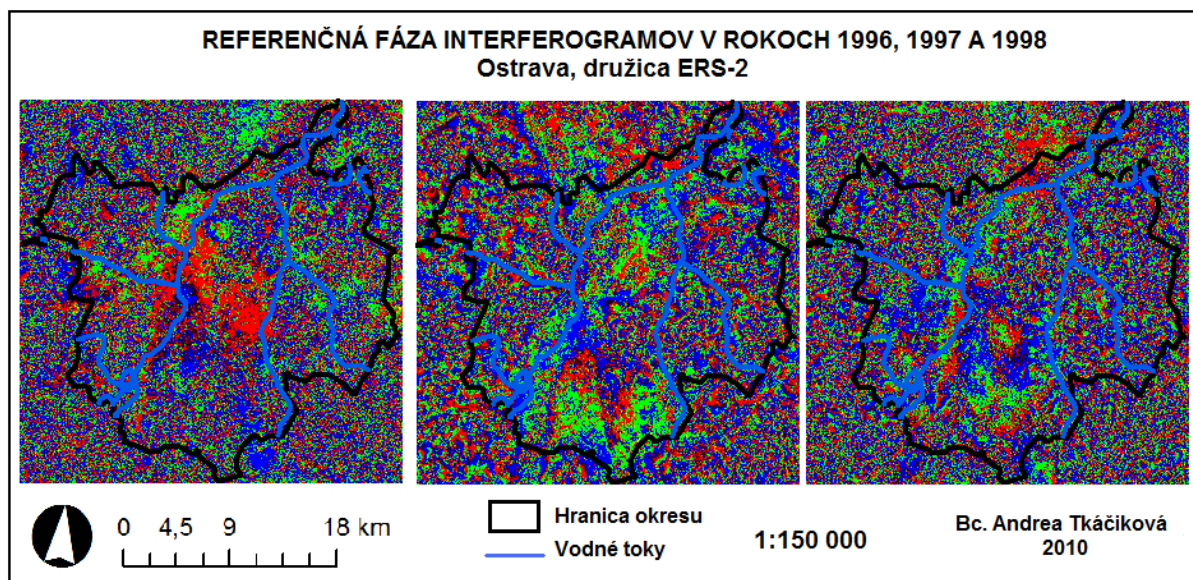 REFERENČNÁ FÁZA INTERFEROGRAMOV V ROKOCH 1996, 1997 A 1998
Ostrava, družica ERS-2
0 4,5 9 18 km
Hranica okresu
Vodné toky
1:150 000
Bc. Andrea Tkáčiková
2010